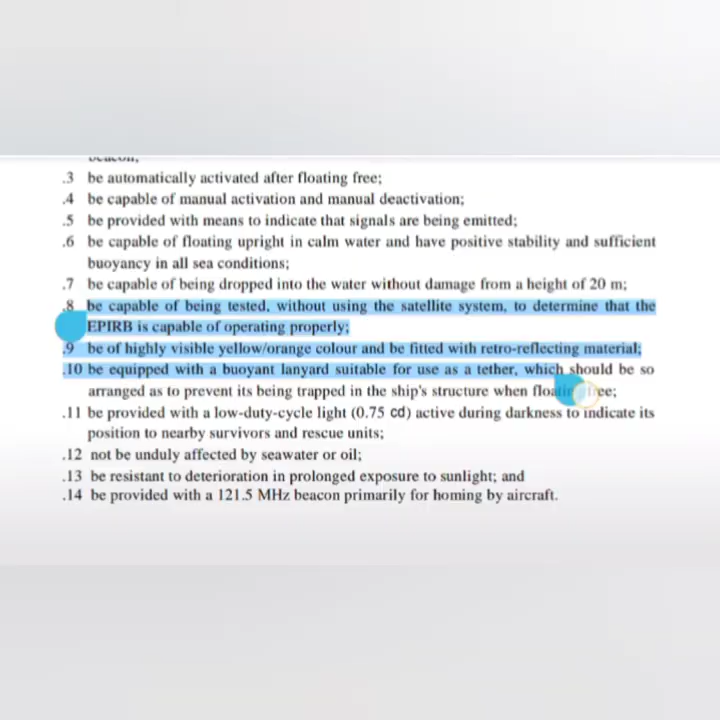 .3 be automatically activated after floating free;
.4 be capable of manual activation and manual deactivation;
.5 be provided with means to indicate that signals are being emitted;
.6 be capable of floating upright in calm water and have positive stability and sufficient
buoyancy in all sea conditions;
.7 be capable of being dropped into the water without damage from a height of 20 m;
.8 be capable of being tested, without using the satellite system, to determine that the
EPIRB is capable of operating properly;
.9 be of highly visible yellow/orange colour and be fitted with retro-reflecting material;
.10 be equipped with a buoyant lanyard suitable for use as a tether, which should be so
arranged as to prevent its being trapped in the ship's structure when
.11 be provided with a low-duty-cycle light (0.75 cd) active during darkness to indicate its
position to nearby survivors and rescue units;
.12 not be unduly affected by seawater or oil;
.13 be resistant to deterioration in prolonged exposure to sunlight; and
.14 be provided with a 121.5 MHz beacon primarily for homing by aircraft.